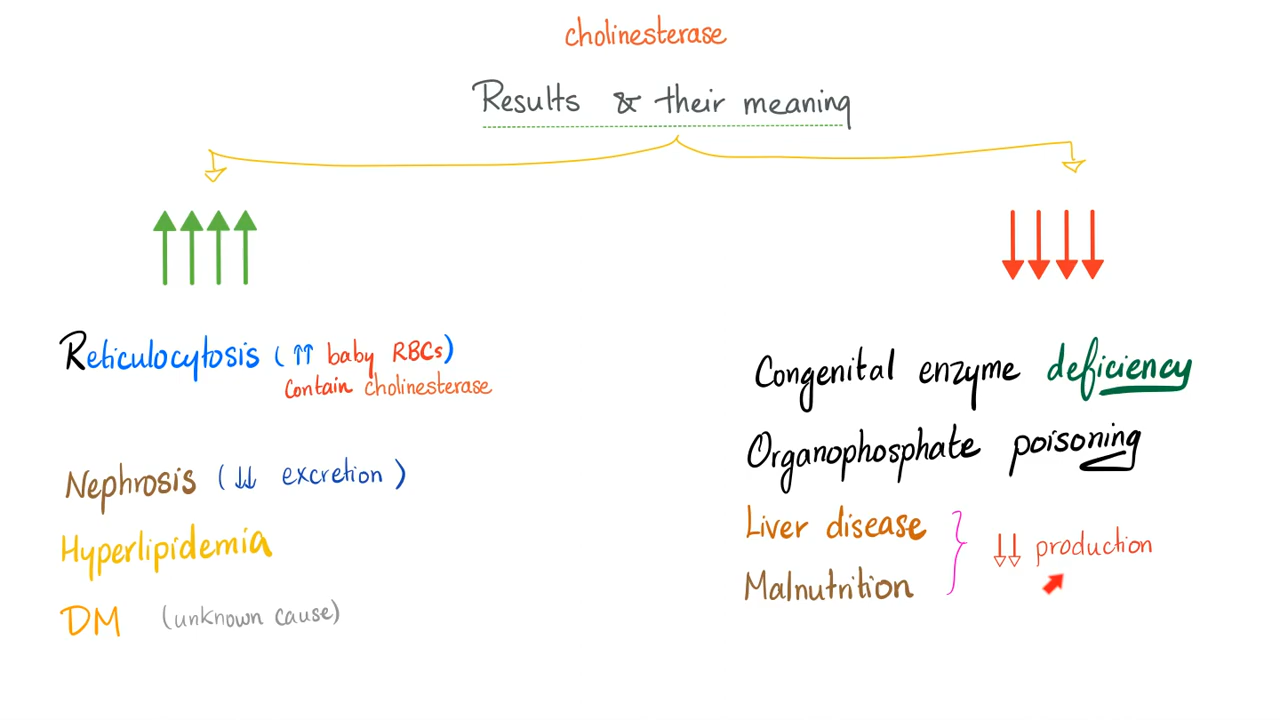 cholinesterase
Results & their meaning
Reticulocytosis (↑↑ baby RBCs)
contain cholinesterase
Nephrosis (↓↓ excretion)
Hyperlipidemia
DM (unknown cause)
Congenital enzyme deficiency
Organophosphate poisoning
Liver disease
Malnutrition
↓↓ production